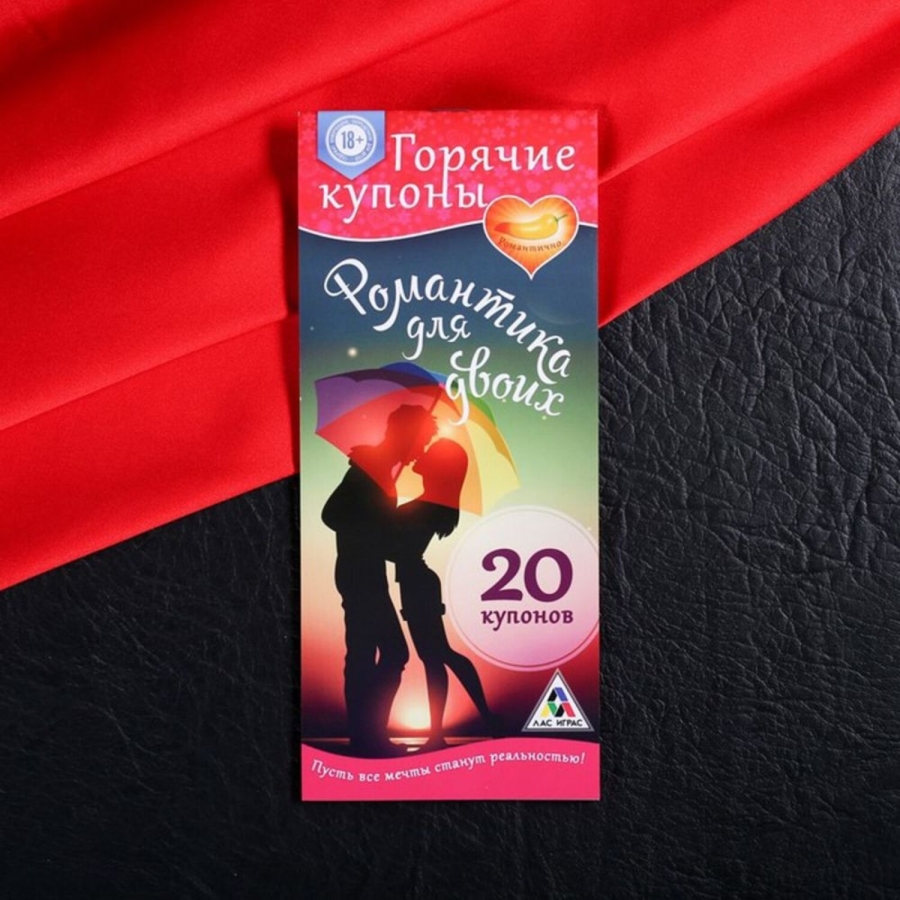 18+
Горячие
купоны
Романтично
Романтика
для
двоих
20
купонов
ЛАС ИГРАС
Пусть все мечты станут реальностью!